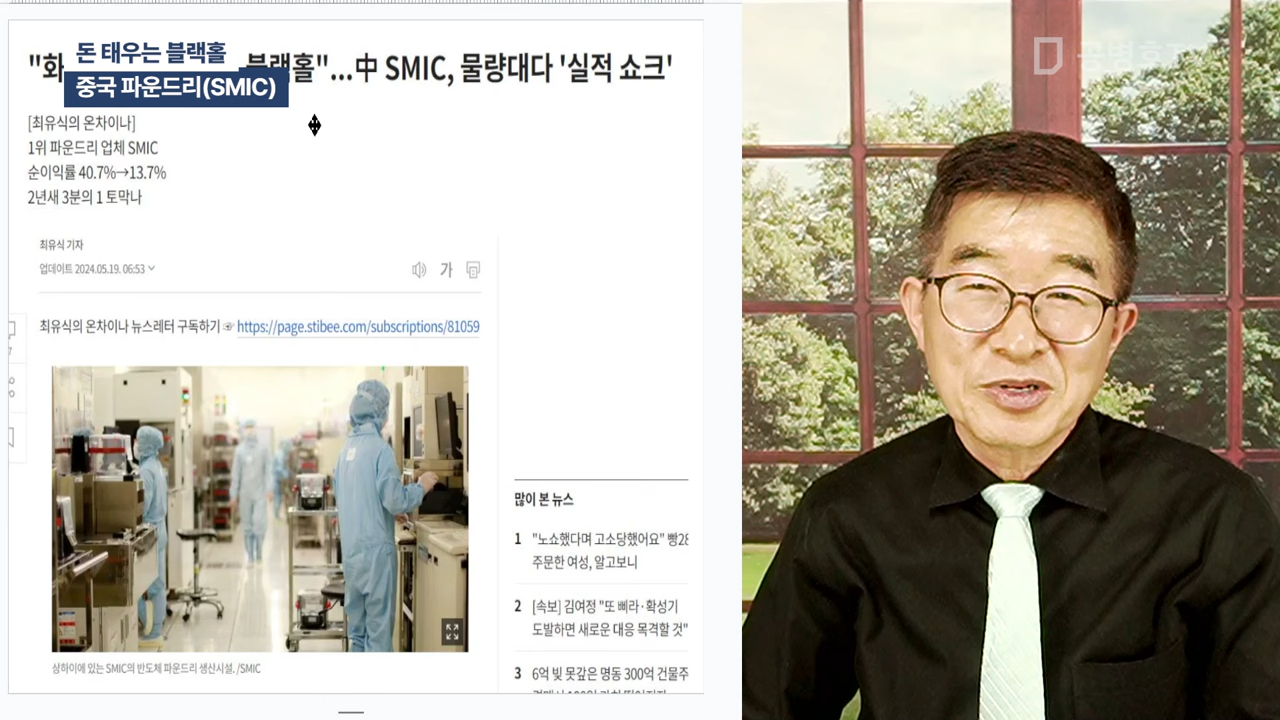 돈 태우는 블랙홀
중국 파운드리(SMIC)
"화 블랙홀"...中 SMIC, 물량대다 '실적 쇼크'
[최유식의 온차이나]
1위 파운드리 업체 SMIC
순이익률 40.7%→13.7%
2년새 3분의 1 토막나
최유식 기자
업데이트 2024.05.19. 06:53
가
최유식의 온차이나 뉴스레터 구독하기 ☞ https://page.stibee.com/subscriptions/81059
상하이에 있는 SMIC의 반도체 파운드리 생산시설. /SMIC
많이 본 뉴스
1 "노쇼했다며 고소당했어요" 빵28
주문한 여성, 알고보니
2 [속보] 김여정 "또 삐라·확성기
도발하면 새로운 대응 목격할 것"
3 6억 빚 못갚은 명동 300억 건물주
공병호